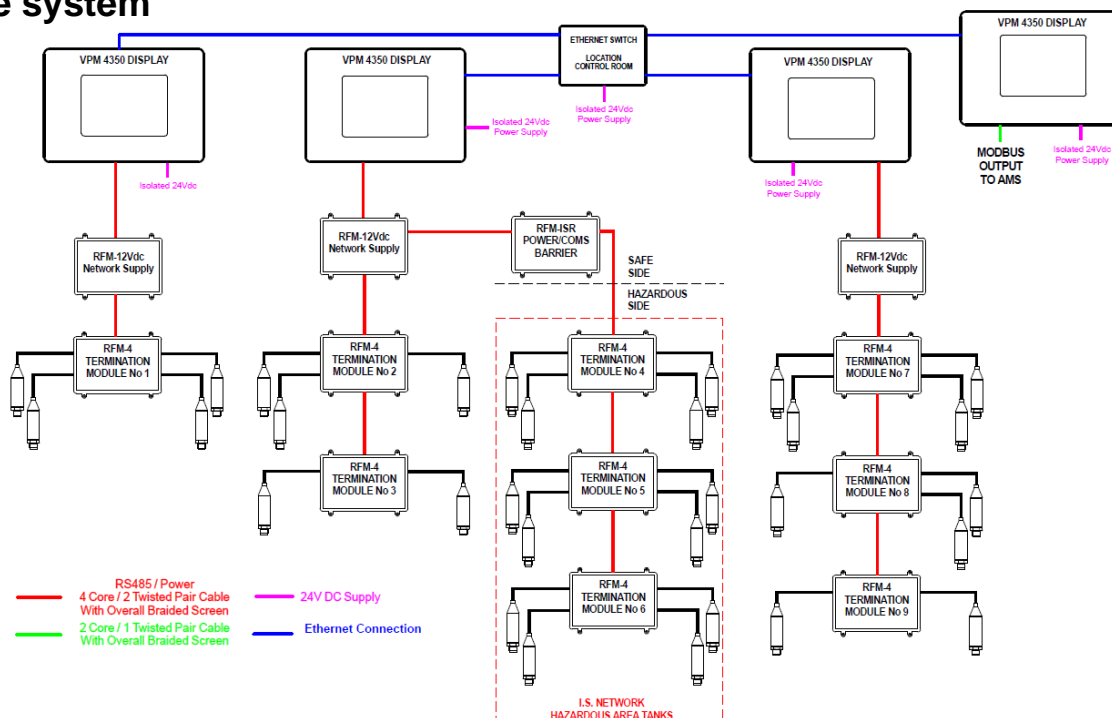 e system
VPM 4350 DISPLAY
VPM 4350 DISPLAY
ETHERNET SWITCH
LOCATION
CONTROL ROOM
VPM 4350 DISPLAY
VPM 4350 DISPLAY
Isolated 24Vdc
Isolated 24Vdc
Power Supply
Isolated 24Vdc
Power Supply
Isolated 24Vdc
Power Supply
MODBUS
OUTPUT
TO AMS
Isolated 24Vdc
Power Supply
RFM-12Vdc
Network Supply
RFM-12Vdc
Network Supply
RFM-ISR
POWER/COMS
BARRIER
SAFE
SIDE
HAZARDOUS
SIDE
RFM-12Vdc
Network Supply
RFM-4
TERMINATION
MODULE No 1
RFM-4
TERMINATION
MODULE No 2
RFM-4
TERMINATION
MODULE No 4
RFM-4
TERMINATION
MODULE No 7
RFM-4
TERMINATION
MODULE No 3
RFM-4
TERMINATION
MODULE No 5
RFM-4
TERMINATION
MODULE No 8
RFM-4
TERMINATION
MODULE No 6
RFM-4
TERMINATION
MODULE No 9
RS485 / Power
4 Core / 2 Twisted Pair Cable
With Overall Braided Screen
24V DC Supply
2 Core / 1 Twisted Pair Cable
With Overall Braided Screen
Ethernet Connection
I.S. NETWORK
HAZARDOUS AREA TANKS